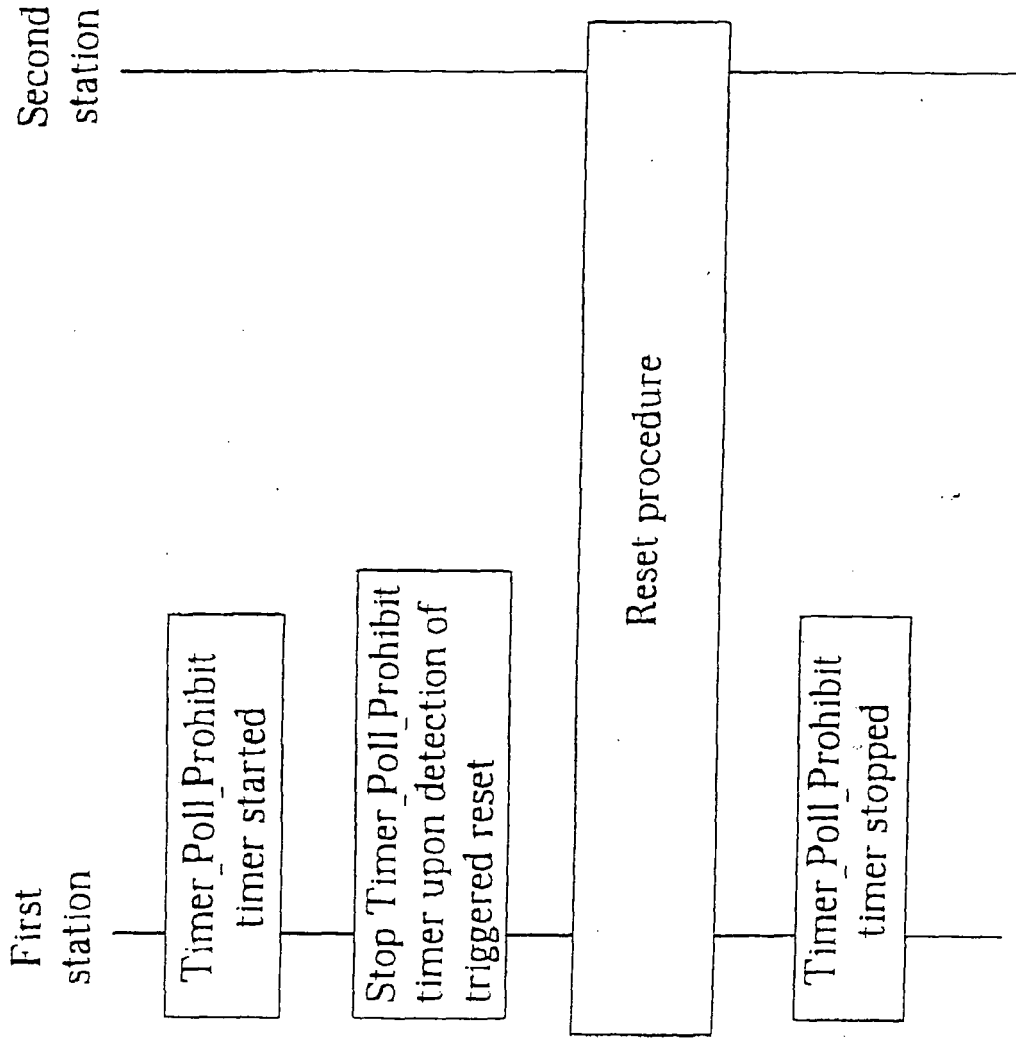 First
station
Second
station
Timer_Poll_Prohibit
timer started
Stop Timer_Poll_Prohibit
timer upon detection of
triggered reset
Reset procedure
Timer_Poll_Prohibit
timer stopped